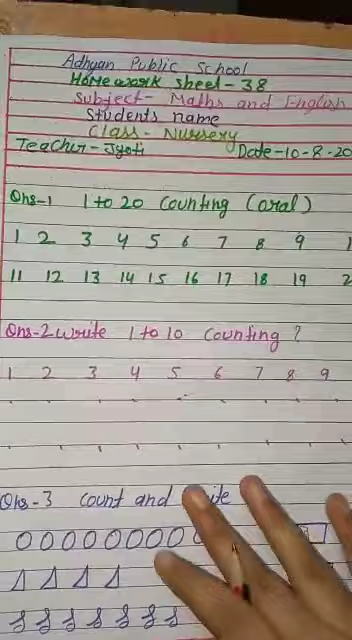 Adhyan Public School
Homework sheet-38
Subject- Maths and English
Students name
Class- Nursery
Teacher-Jyoti Date-10-8-20
Qns-1 1 to 20 Counting (oral)
1 2 3 4 5 6 7 8 9 1
11 12 13 14 15 16 17 18 19 2
Qns-2 write 1 to 10 Counting ?
1 2 3 4 5 6 7 8 9
Qns-3 Count and